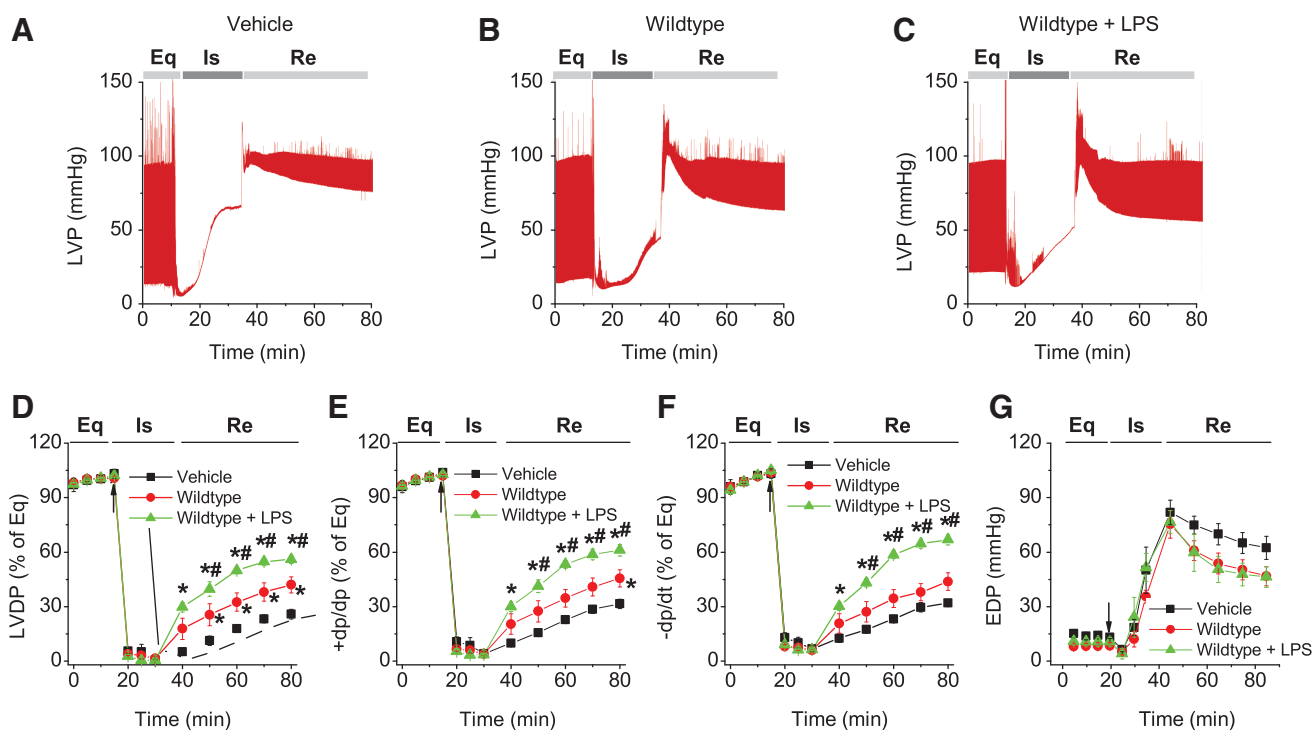 A Vehicle
Eq Is Re
150
100
50
0
LVP (mmHg)
0 20 40 60 80
Time (min)
B Wildtype
Eq Is Re
150
100
50
0
LVP (mmHg)
0 20 40 60 80
Time (min)
C Wildtype + LPS
Eq Is Re
150
100
50
0
LVP (mmHg)
0 20 40 60 80
Time (min)
D
Eq Is Re
120
90
60
30
0
LVDP (% of Eq)
Vehicle
Wildtype
Wildtype + LPS
* *# *# *# *#
* * * *
0 20 40 60 80
Time (min)
E
Eq Is Re
120
90
60
30
0
+dp/dp (% of Eq)
Vehicle
Wildtype
Wildtype + LPS
* *# *# *# *#
*
0 20 40 60 80
Time (min)
F
Eq Is Re
120
90
60
30
0
-dp/dt (% of Eq)
Vehicle
Wildtype
Wildtype + LPS
* *# *# *# *#
0 20 40 60 80
Time (min)
G
Eq Is Re
120
90
60
30
0
EDP (mmHg)
Vehicle
Wildtype
Wildtype + LPS
0 20 40 60 80
Time (min)